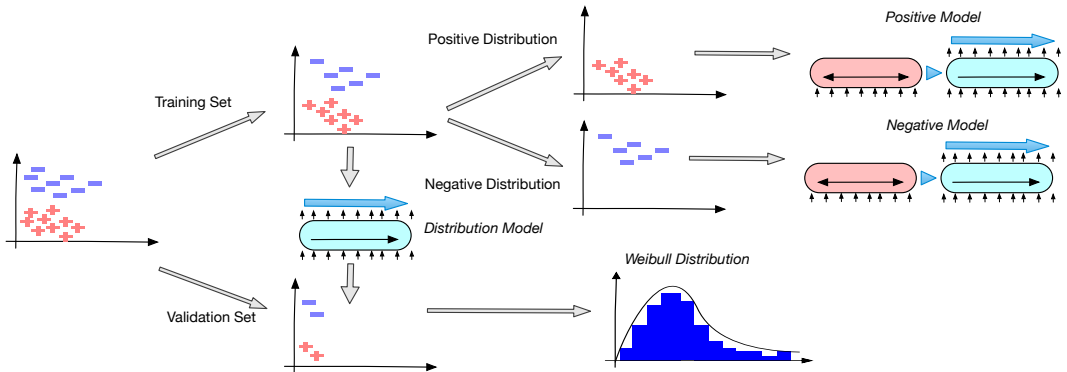 Positive Model
Positive Distribution
Training Set
Negative Model
Negative Distribution
Distribution Model
Weibull Distribution
Validation Set